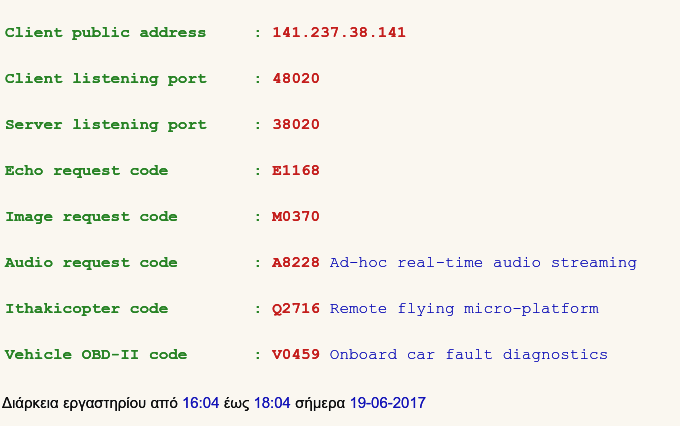 Client public address : 141.237.38.141
Client listening port : 48020
Server listening port : 38020
Echo request code : E1168
Image request code : M0370
Audio request code : A8228 Ad-hoc real-time audio streaming
Ithakicopter code : Q2716 Remote flying micro-platform
Vehicle OBD-II code : V0459 Onboard car fault diagnostics
Διάρκεια εργαστηρίου από 16:04 έως 18:04 σήμερα 19-06-2017